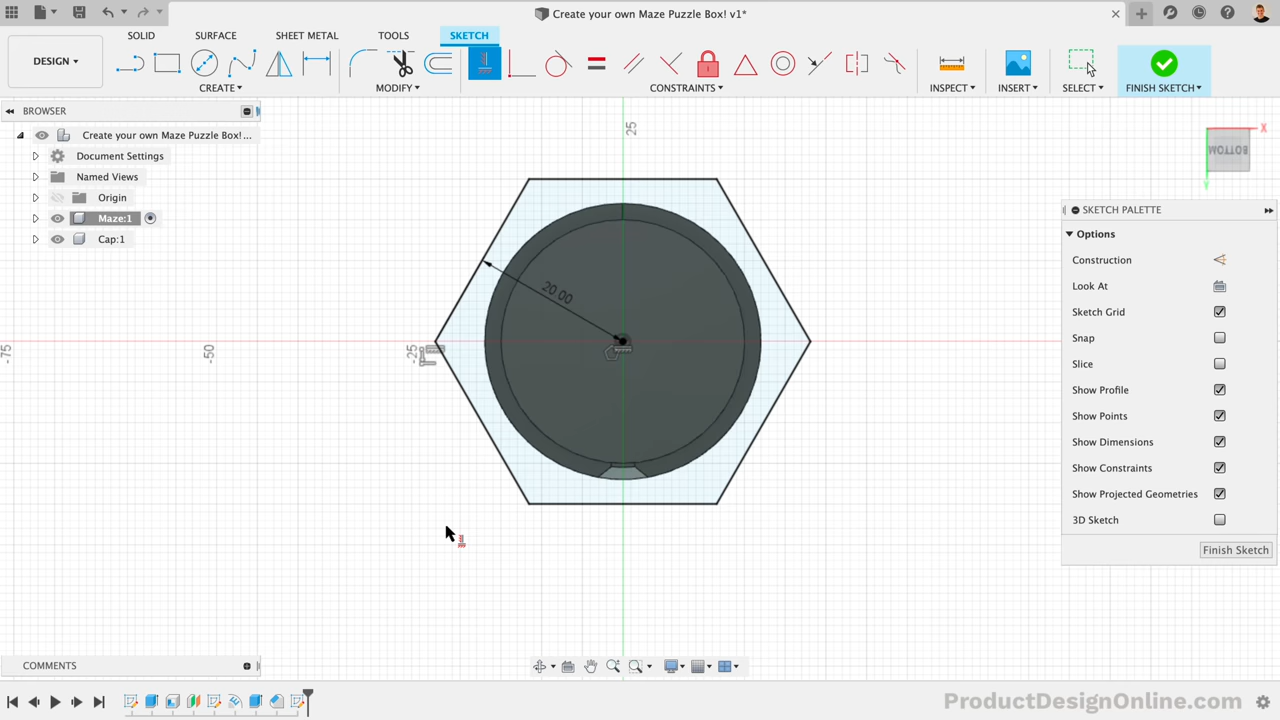 Create your own Maze Puzzle Box! v1*
DESIGN
SOLID
SURFACE
SHEET METAL
TOOLS
SKETCH
CREATE
MODIFY
CONSTRAINTS
INSPECT
INSERT
SELECT
FINISH SKETCH
BROWSER
Create your own Maze Puzzle Box!...
Document Settings
Named Views
Origin
Maze:1
Cap:1
25
-75
-50
-25
20.00
X
BOTTOM
Y
SKETCH PALETTE
Options
Construction
Look At
Sketch Grid
Snap
Slice
Show Profile
Show Points
Show Dimensions
Show Constraints
Show Projected Geometries
3D Sketch
Finish Sketch
COMMENTS
ProductDesignOnline.com